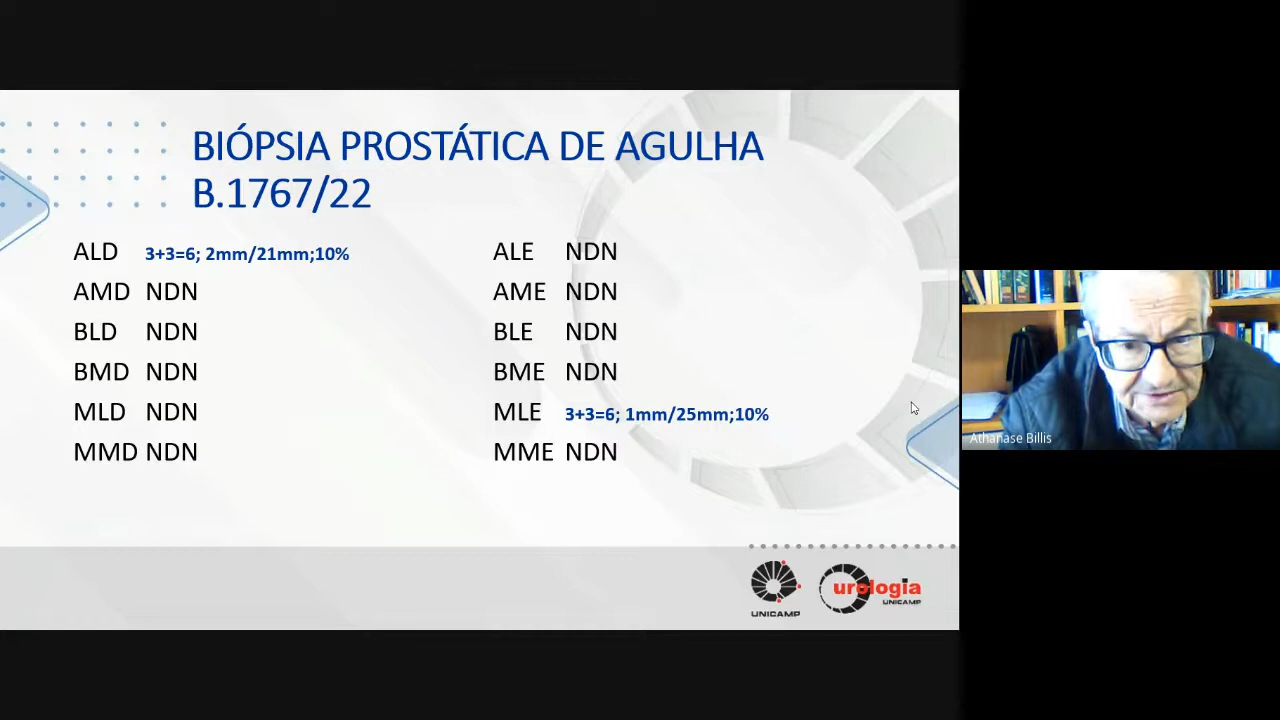 BIÓPSIA PROSTÁTICA DE AGULHA
B.1767/22
ALD 3+3=6; 2mm/21mm;10%
AMD NDN
BLD NDN
BMD NDN
MLD NDN
MMD NDN
ALE NDN
AME NDN
BLE NDN
BME NDN
MLE 3+3=6; 1mm/25mm;10%
MME NDN
UNICAMP
urologia
UNICAMP
Athanase Billis